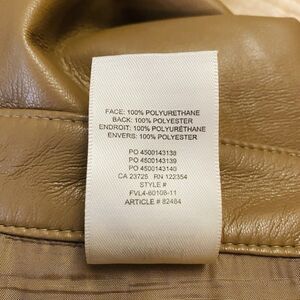 FACE: 100% POLYURETHANE
BACK: 100% POLYESTER
ENDROIT: 100% POLYURÉTHANE
ENVERS: 100% POLYESTER
PO 4500143138
PO 4500143139
PO 4500143140
CA 23725 RN 122354
STYLE #
FVL4-60108-11
ARTICLE # 82484